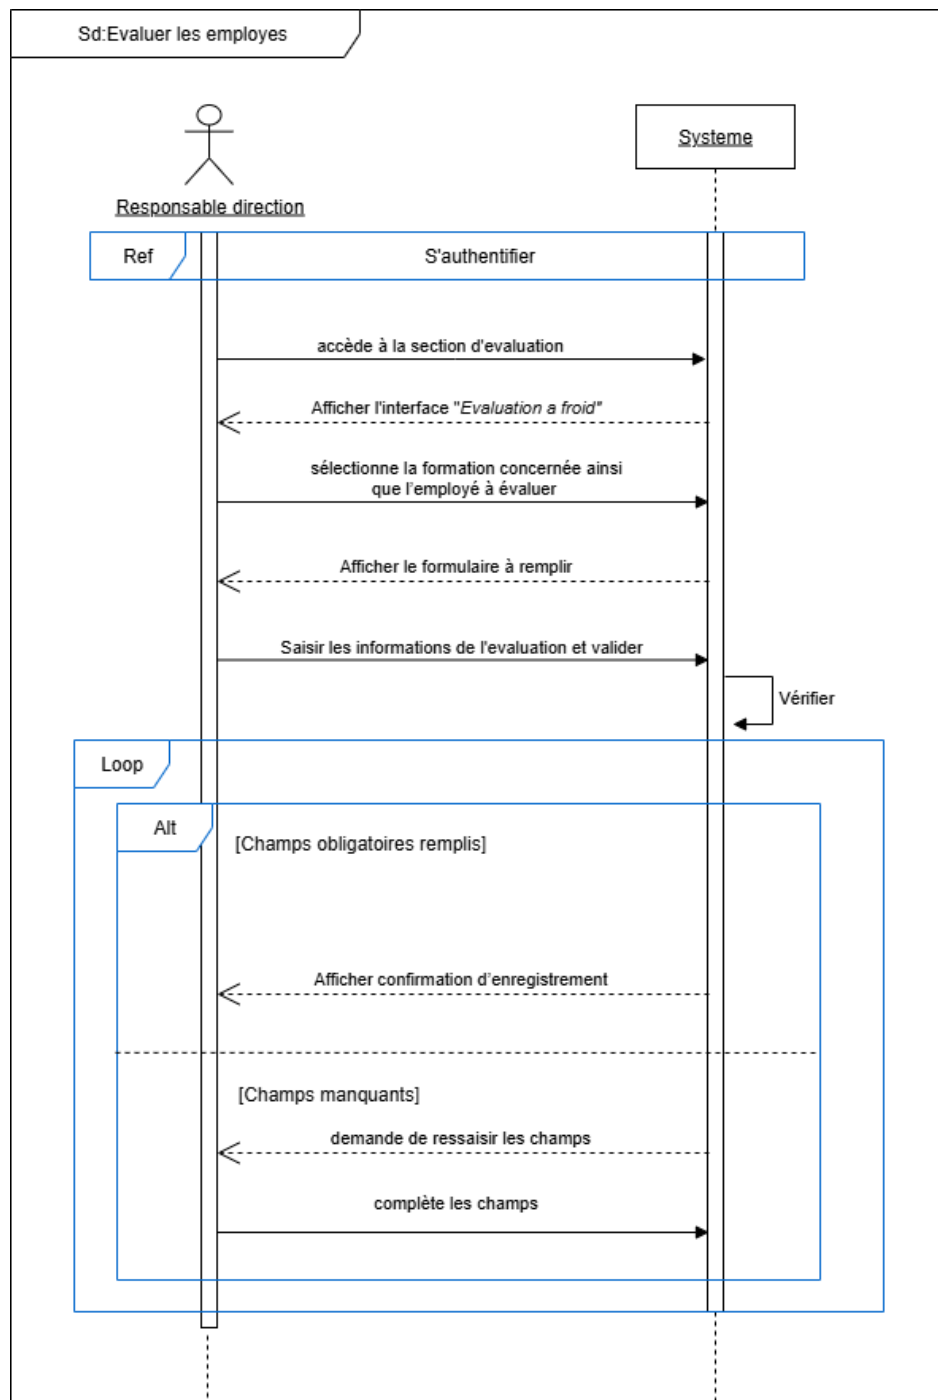 Sd:Evaluer les employes
Systeme
Responsable direction
Ref
S'authentifier
accède à la section d'evaluation
Afficher l'interface "Evaluation a froid"
sélectionne la formation concernée ainsi
que l'employé à évaluer
Afficher le formulaire à remplir
Saisir les informations de l'evaluation et valider
Vérifier
Loop
Alt
[Champs obligatoires remplis]
Afficher confirmation d'enregistrement
[Champs manquants]
demande de ressaisir les champs
complète les champs